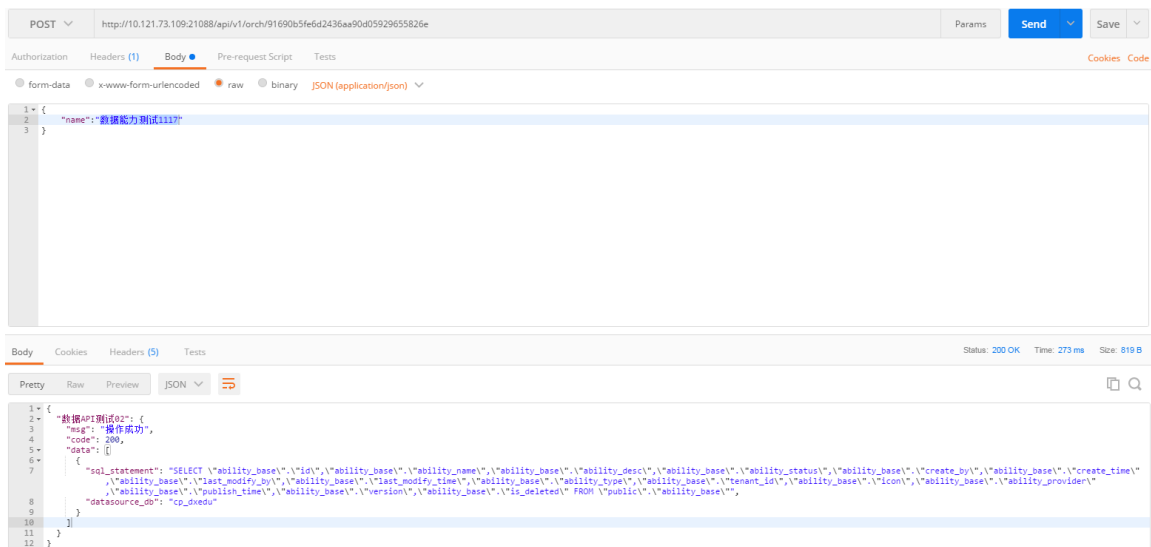 POST http://10.121.73.109:21088/api/v1/orch/91690b5fe6d2436aa90d05929655826e Params Send Save
Authorization Headers (1) Body Pre-request Script Tests Cookies Code
form-data x-www-form-urlencoded raw binary JSON (application/json)
1 {
2 "name":"数据能力测试1117"
3 }
Body Cookies Headers (5) Tests Status: 200 OK Time: 273 ms Size: 819 B
Pretty Raw Preview JSON
1 {
2 "数据API测试02": {
3 "msg": "操作成功",
4 "code": 200,
5 "data": [
6 {
7 "sql_statement": "SELECT \"ability_base\".\"id\",\"ability_base\".\"ability_name\",\"ability_base\".\"ability_desc\",\"ability_base\".\"ability_status\",\"ability_base\".\"create_by\",\"ability_base\".\"create_time\"
,\"ability_base\".\"last_modify_by\",\"ability_base\".\"last_modify_time\",\"ability_base\".\"ability_type\",\"ability_base\".\"tenant_id\",\"ability_base\".\"icon\",\"ability_base\".\"ability_provider\"
,\"ability_base\".\"publish_time\",\"ability_base\".\"version\",\"ability_base\".\"is_deleted\" FROM \"public\".\"ability_base\"",
8 "datasource_db": "cp_dxedu"
9 }
10 ]
11 }
12 }